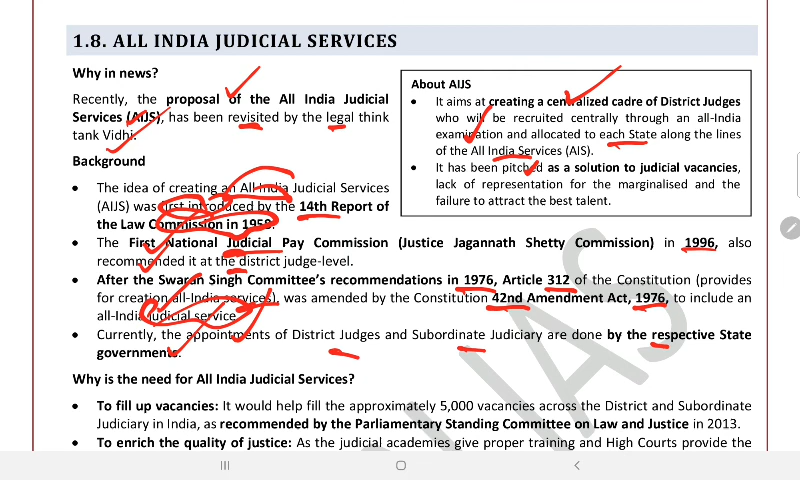 1.8. ALL INDIA JUDICIAL SERVICES
Why in news?
Recently, the proposal of the All India Judicial
Services (AIJS), has been revisited by the legal think
tank Vidhi.
About AIJS
• It aims at creating a centralized cadre of District Judges
who will be recruited centrally through an all-India
examination and allocated to each State along the lines
of the All India Services (AIS).
• It has been pitched as a solution to judicial vacancies,
lack of representation for the marginalised and the
failure to attract the best talent.
Background
• The idea of creating an All-India Judicial Services
(AIJS) was first introduced by the 14th Report of
the Law Commission in 1958.
• The First National Judicial Pay Commission (Justice Jagannath Shetty Commission) in 1996, also
recommended it at the district judge-level.
• After the Swaran Singh Committee's recommendations in 1976, Article 312 of the Constitution (provides
for creation all-India services), was amended by the Constitution 42nd Amendment Act, 1976, to include an
all-India judicial service.
• Currently, the appointments of District Judges and Subordinate Judiciary are done by the respective State
governments.
Why is the need for All India Judicial Services?
• To fill up vacancies: It would help fill the approximately 5,000 vacancies across the District and Subordinate
Judiciary in India, as recommended by the Parliamentary Standing Committee on Law and Justice in 2013.
• To enrich the quality of justice: As the judicial academies give proper training and High Courts provide the